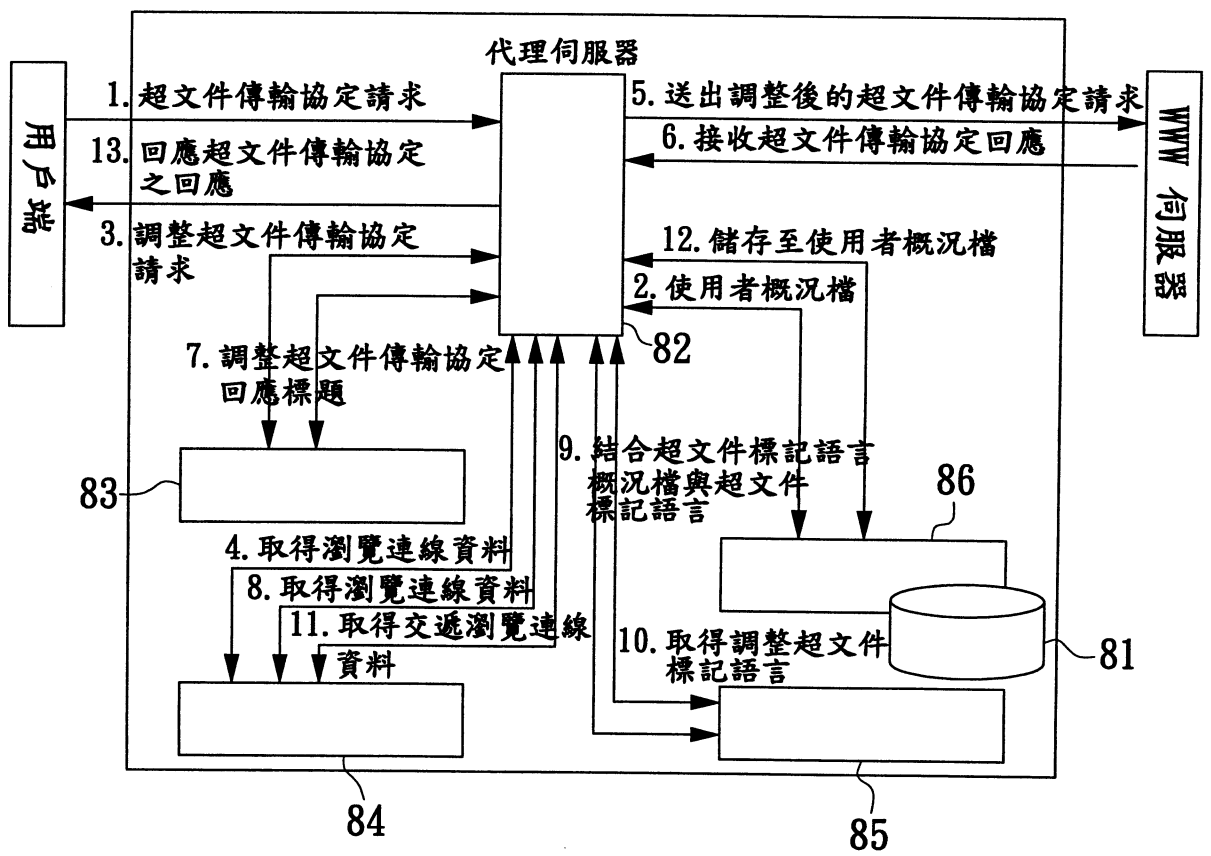 代理伺服器
用戶端
WWW 伺服器
1. 超文件傳輸協定請求
5. 送出調整後的超文件傳輸協定請求
6. 接收超文件傳輸協定回應
13. 回應超文件傳輸協定
之回應
3. 調整超文件傳輸協定
請求
12. 儲存至使用者概況檔
2. 使用者概況檔
82
7. 調整超文件傳輸協定
回應標題
9. 結合超文件標記語言
概況檔與超文件
標記語言
83
86
4. 取得瀏覽連線資料
8. 取得瀏覽連線資料
11. 取得交遞瀏覽連線
資料
10. 取得調整超文件
標記語言
81
84
85